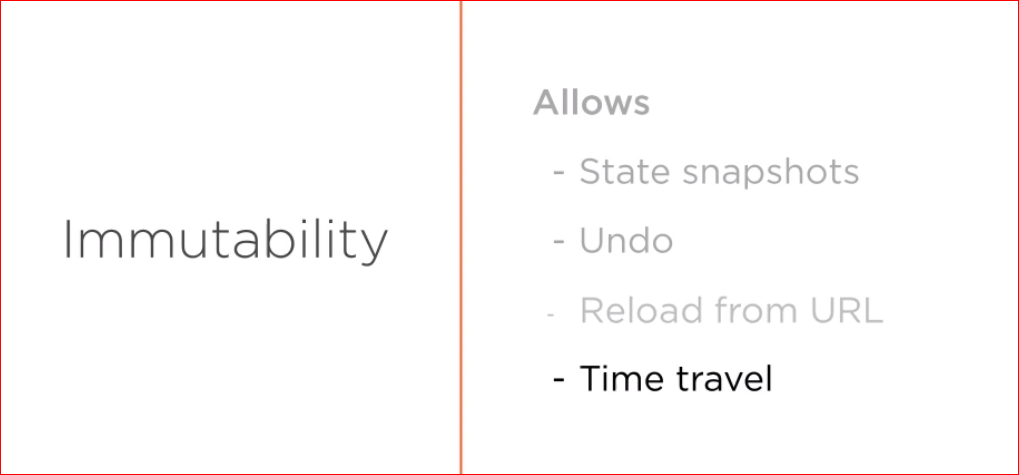 Immutability
Allows
- State snapshots
- Undo
- Reload from URL
- Time travel